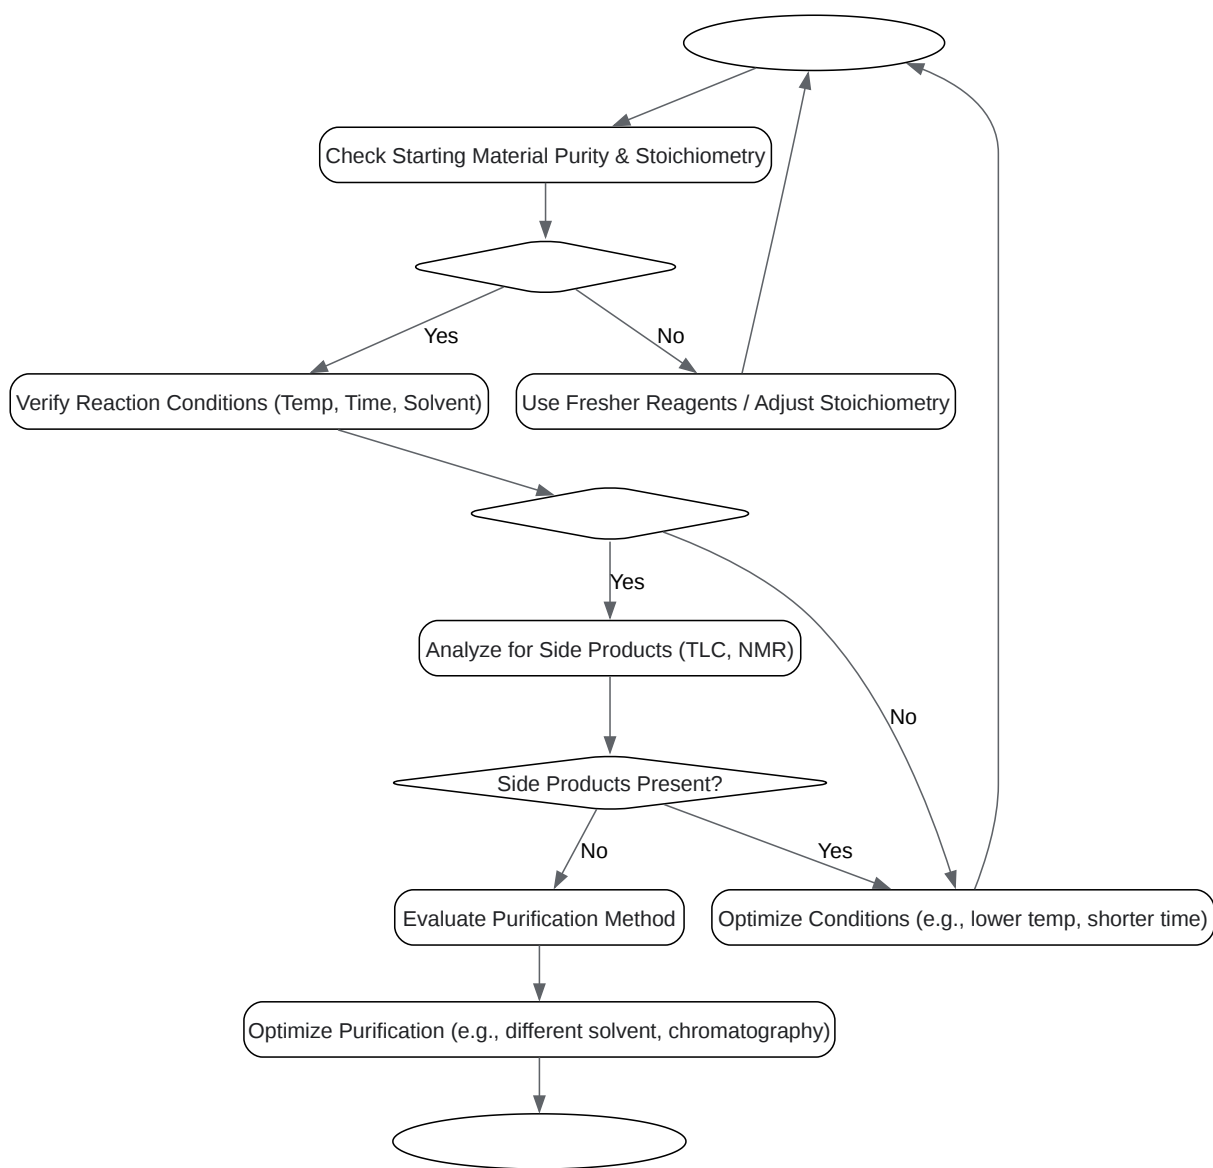 Check Starting Material Purity & Stoichiometry
Yes
No
Verify Reaction Conditions (Temp, Time, Solvent)
Use Fresher Reagents / Adjust Stoichiometry
Yes
Analyze for Side Products (TLC, NMR)
No
Side Products Present?
No
Yes
Evaluate Purification Method
Optimize Conditions (e.g., lower temp, shorter time)
Optimize Purification (e.g., different solvent, chromatography)